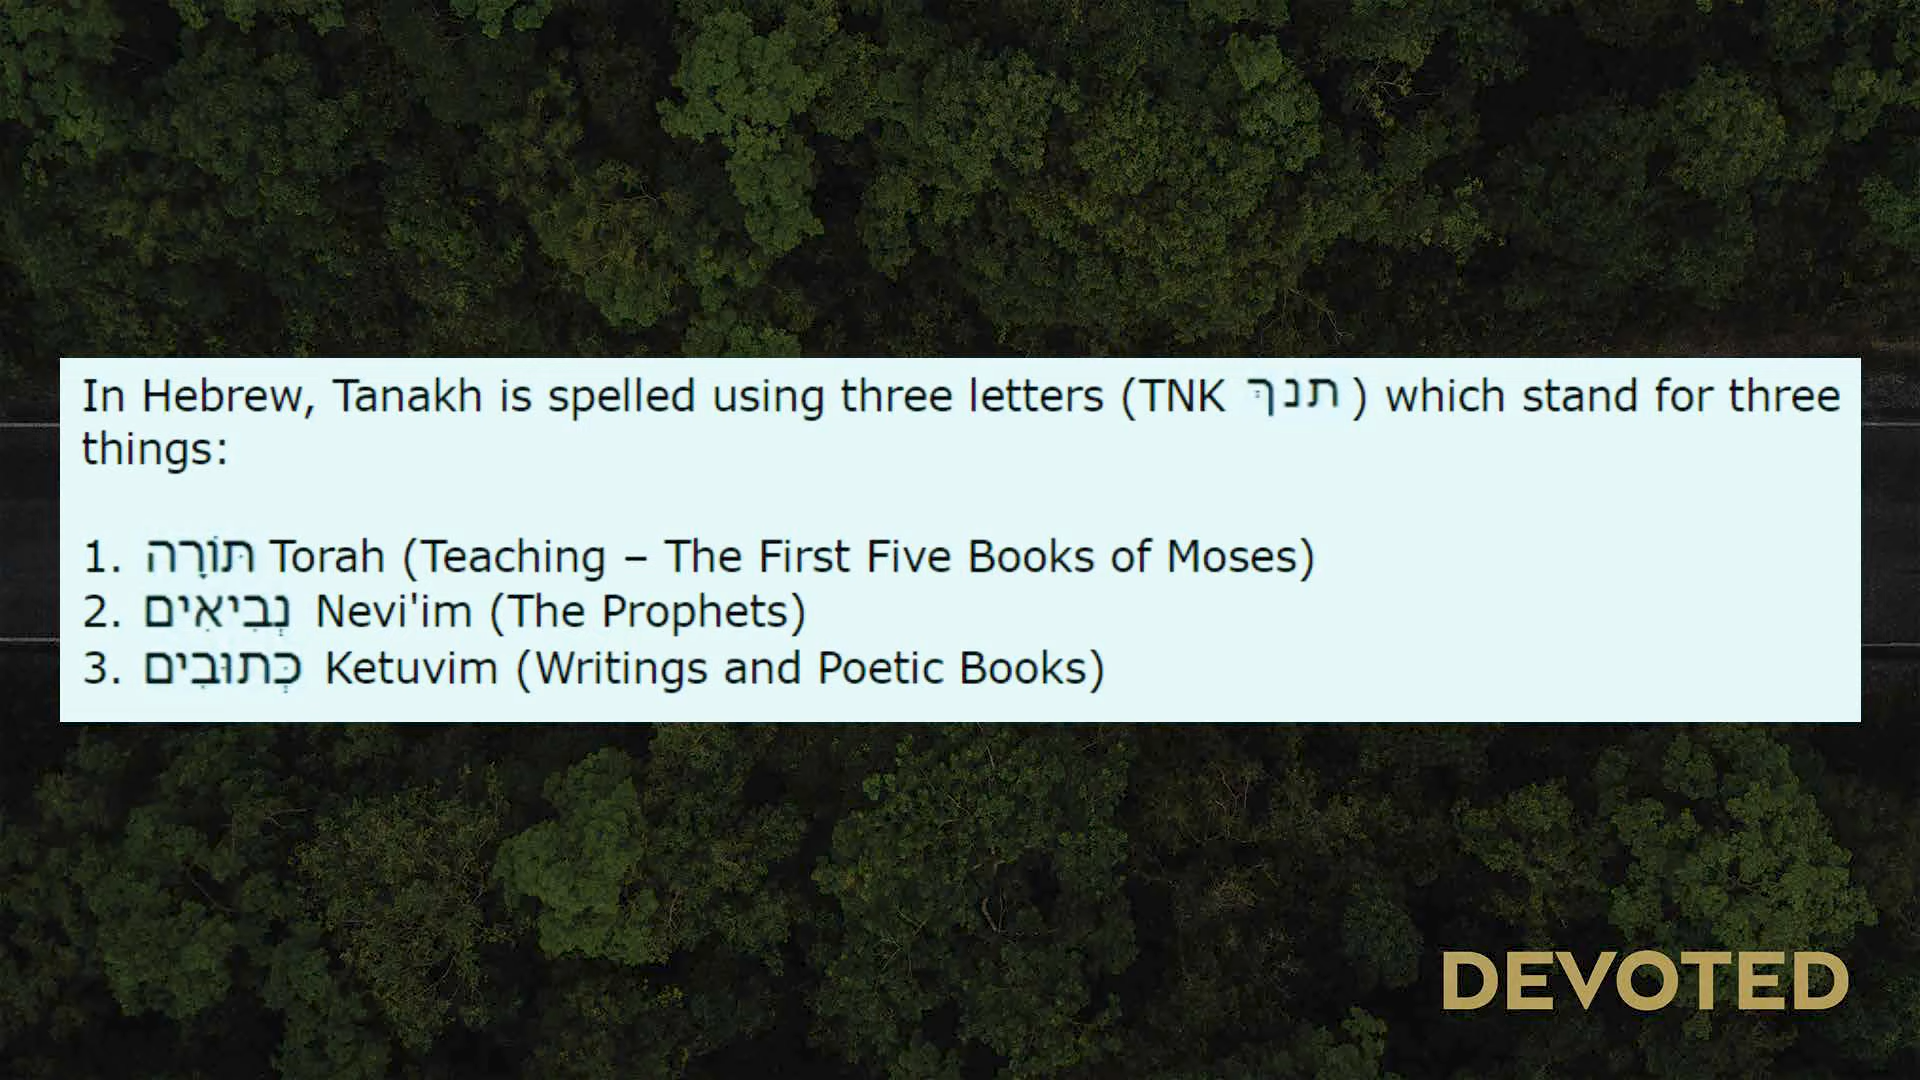 In Hebrew, Tanakh is spelled using three letters (TNK תנךְ ) which stand for three
things:
1. תּוֹרָה Torah (Teaching – The First Five Books of Moses)
2. נְבִיאִים Nevi'im (The Prophets)
3. כְּתוּבִים Ketuvim (Writings and Poetic Books)
DEVOTED